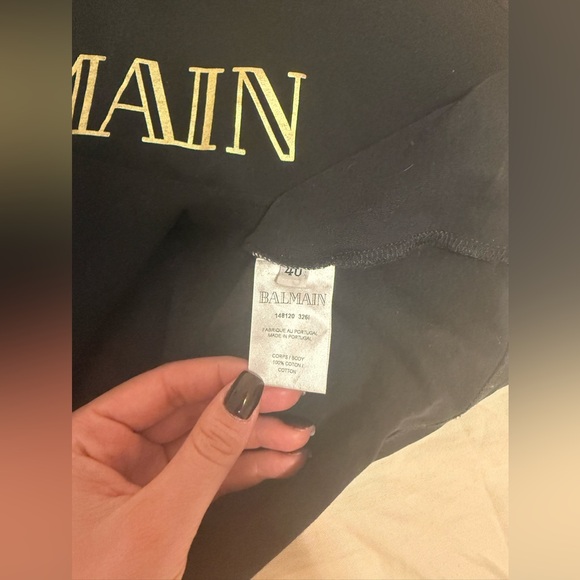 MAIN
40
BALMAIN
148120 326I
FABRIQUE AU PORTUGAL
MADE IN PORTUGAL
CORPS / BODY
100% COTON /
COTTON